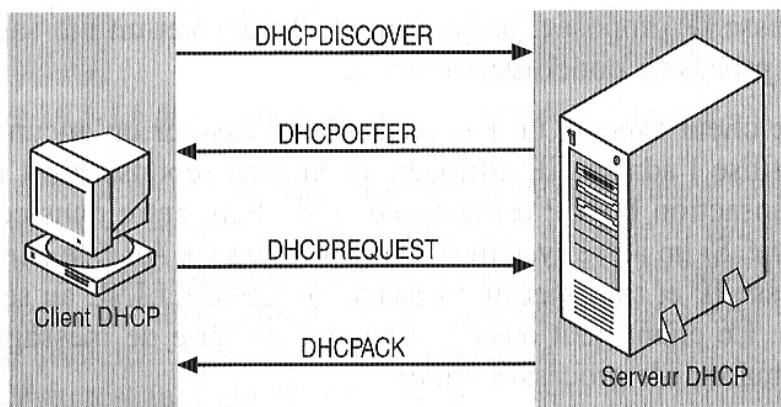 DHCPDISCOVER
DHCPOFFER
DHCPREQUEST
Client DHCP
DHCPACK
Serveur DHCP